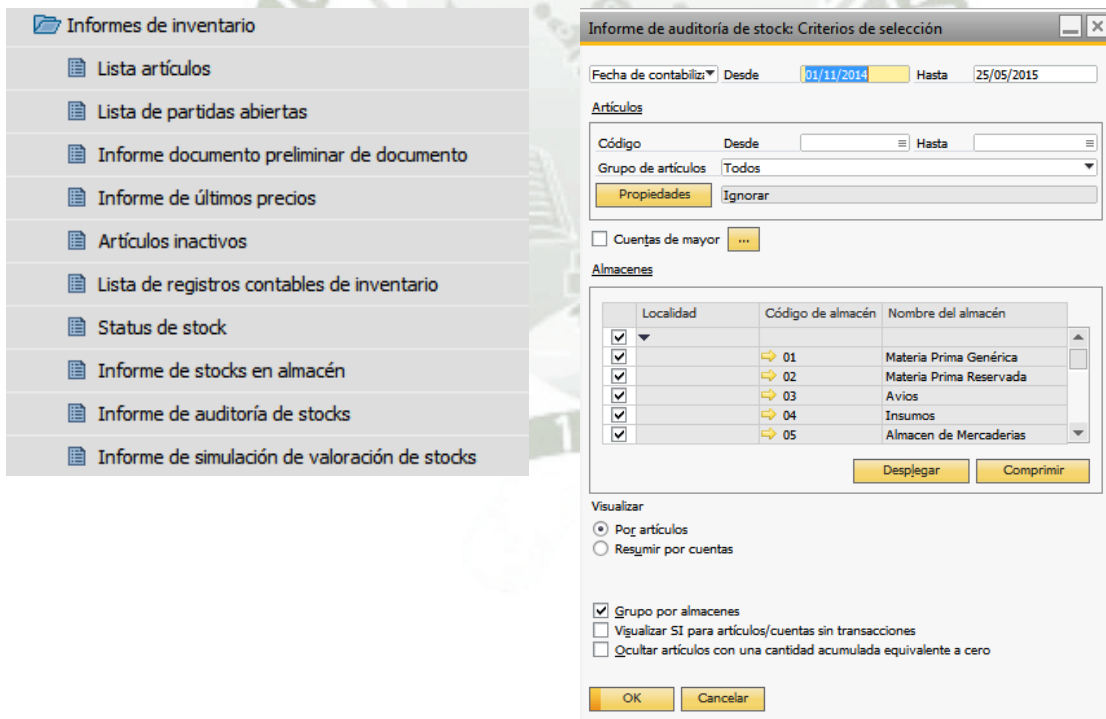 Informes de inventario
Lista artículos
Lista de partidas abiertas
Informe documento preliminar de documento
Informe de últimos precios
Artículos inactivos
Lista de registros contables de inventario
Status de stock
Informe de stocks en almacén
Informe de auditoría de stocks
Informe de simulación de valoración de stocks
Informe de auditoría de stock: Criterios de selección
Fecha de contabiliz: Desde 01/11/2014 Hasta 25/05/2015
Artículos
Código Desde Hasta
Grupo de artículos Todos
Propiedades Ignorar
Cuentas de mayor ...
Almacenes
Localidad Código de almacén Nombre del almacén
01 Materia Prima Genérica
02 Materia Prima Reservada
03 Avios
04 Insumos
05 Almacen de Mercaderias
Desplegar Comprimir
Visualizar
Por artículos
Resumir por cuentas
Grupo por almacenes
Visualizar SI para artículos/cuentas sin transacciones
Ocultar artículos con una cantidad acumulada equivalente a cero
OK Cancelar